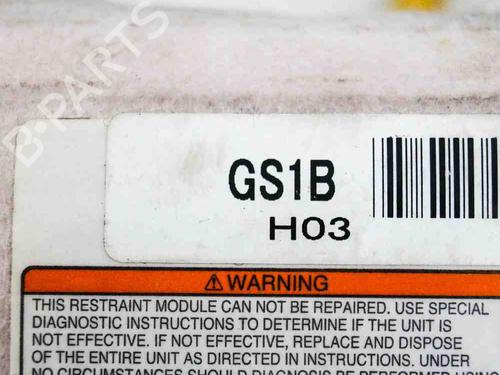 B-PARTS
GS1B
H03
WARNING
THIS RESTRAINT MODULE CAN NOT BE REPAIRED. USE SPECIAL
DIAGNOSTIC INSTRUCTIONS TO DETERMINE IF THE UNIT IS
NOT EFFECTIVE. IF NOT EFFECTIVE, REPLACE AND DISPOSE
OF THE ENTIRE UNIT AS DIRECTED IN INSTRUCTIONS. UNDER
NO CIRCUMSTANCES SHOULD DIAGNOSIS BE PERFORMED USING